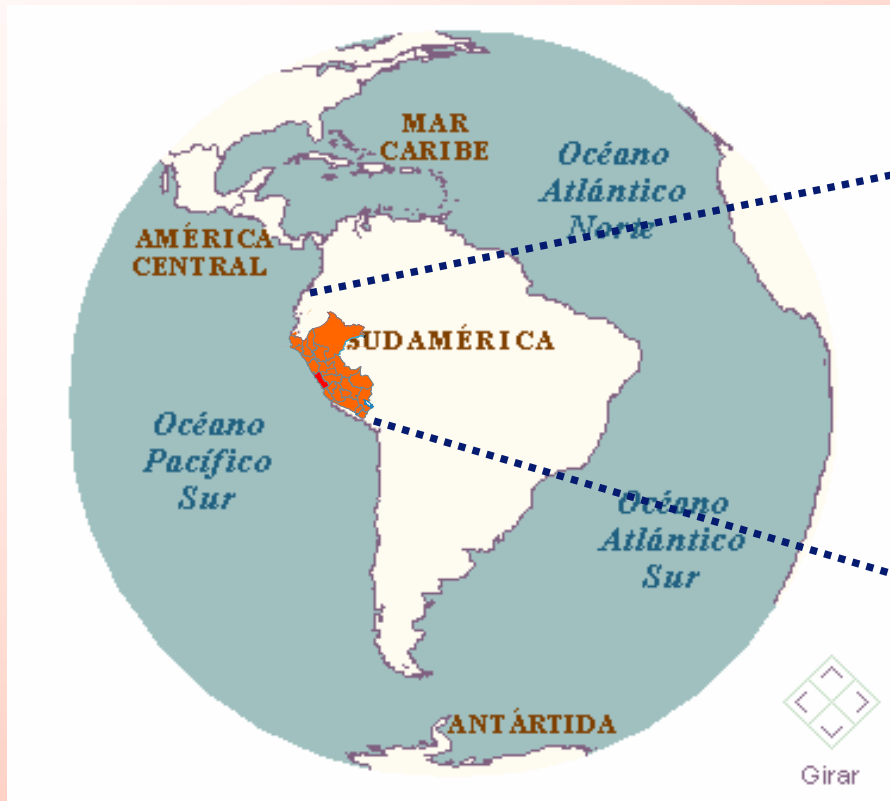 MAR
CARIBE
Océano
Atlántico
Norte
AMÉRICA
CENTRAL
SUDAMÉRICA
Océano
Pacífico
Sur
Océano
Atlántico
Sur
ANTÁRTIDA
Girar